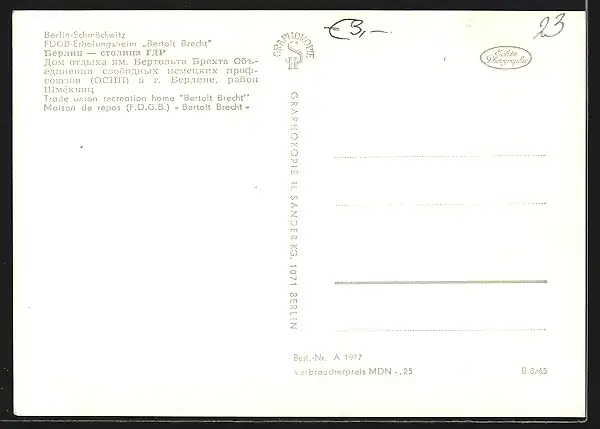 Berlin-Schmöckwitz
FDGB-Erholungsheim „Bertolt Brecht"
Берлин — столица ГДР
Дом отдыха им. Бертольта Брехта Объ-
единения свободных немецких проф-
союзов (ОСНП) в г. Берлине, район
Шмёквиц
Trade union recreation home "Bertolt Brecht"
Maison de repos (F.D.G.B.) « Bertolt Brecht »
GRAPHOKOPIE
GRAPHOKOPIE H. SANDER KG, 1071 BERLIN
€3,-
23
Echte
Photographie
Best.-Nr. A 1917
Verbraucherpreis MDN -,25
B 8/65